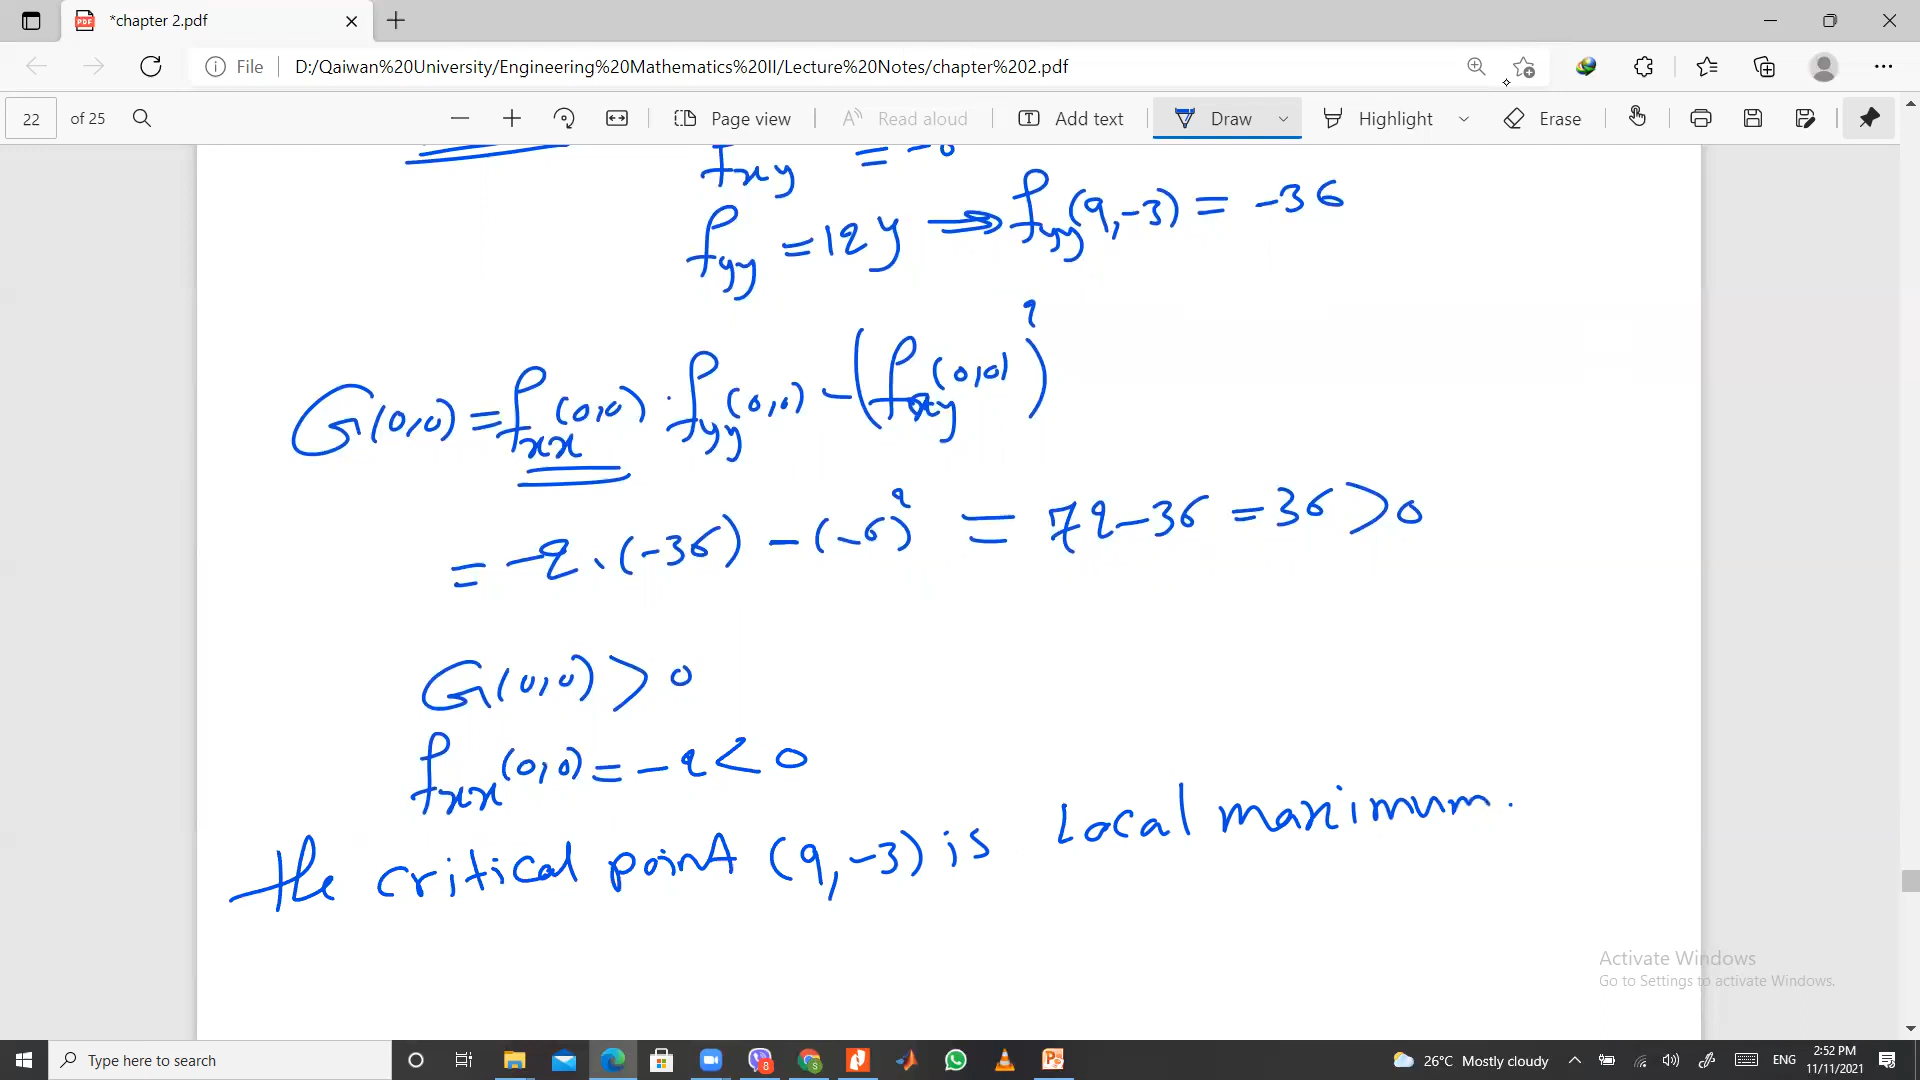 *chapter 2.pdf
File D:/Qaiwan%20University/Engineering%20Mathematics%20II/Lecture%20Notes/chapter%202.pdf
22 of 25 Page view Read aloud Add text Draw Highlight Erase
fxy = -6
fyy = 12y ⇒ fyy(9,-3) = -36
G(0,0) = fxx(0,0) · fyy(0,0) - (fxy(0,0))²
= -2 · (-36) - (-6)² = 72-36 = 36 > 0
G(0,0) > 0
fxx(0,0) = -2 < 0
the critical point (9,-3) is Local maximum.
Activate Windows
Go to Settings to activate Windows.
Type here to search
8
26°C Mostly cloudy
ENG
2:52 PM
11/11/2021